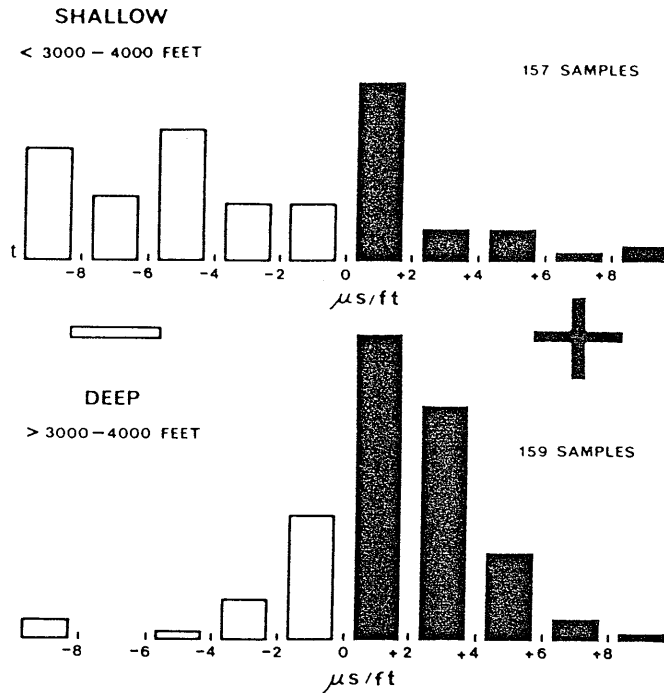 SHALLOW
< 3000 – 4000 FEET
157 SAMPLES
t
-8 -6 -4 -2 0 +2 +4 +6 +8
μs/ft
DEEP
> 3000 – 4000 FEET
159 SAMPLES
-8 -6 -4 -2 0 +2 +4 +6 +8
μs/ft